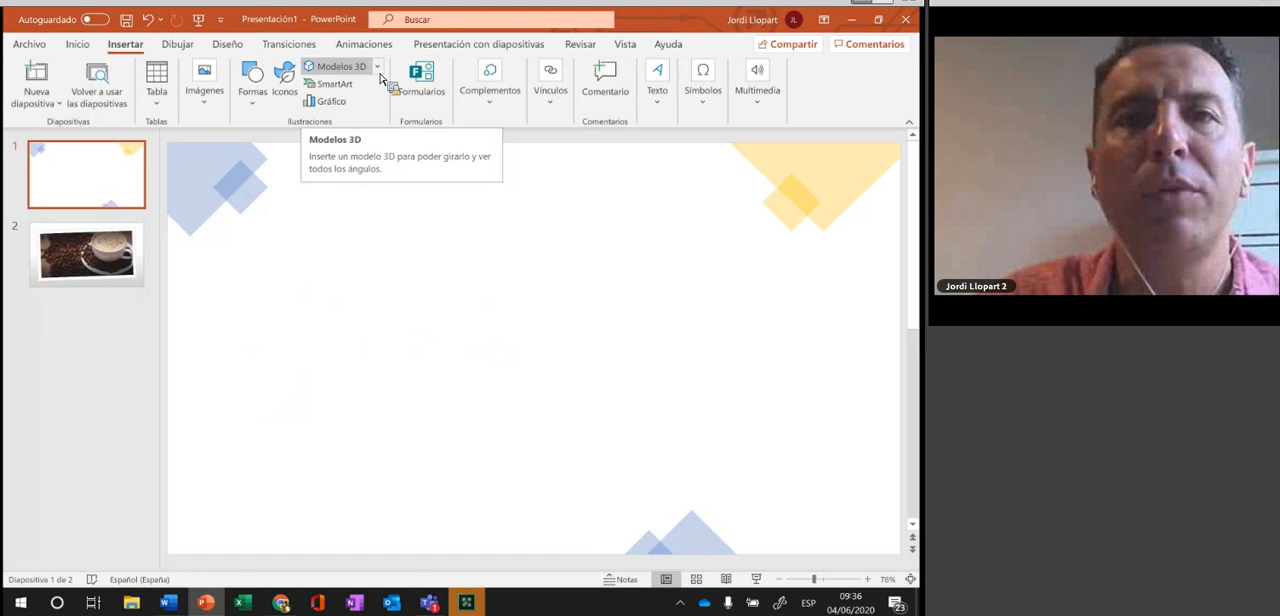 Autoguardado
Presentación1 - PowerPoint
Buscar
Jordi Llopart
JL
Archivo Inicio Insertar Dibujar Diseño Transiciones Animaciones Presentación con diapositivas Revisar Vista Ayuda
Compartir
Comentarios
Nueva diapositiva
Volver a usar las diapositivas
Tabla
Imágenes
Formas
Iconos
Modelos 3D
SmartArt
Gráfico
Formularios
Complementos
Vínculos
Comentario
Texto
Símbolos
Multimedia
Diapositivas
Tablas
Ilustraciones
Formularios
Comentarios
Modelos 3D
Inserte un modelo 3D para poder girarlo y ver
todos los ángulos.
1
2
Jordi Llopart 2
Diapositiva 1 de 2
Español (España)
Notas
76%
ESP
09:36
04/06/2020
23